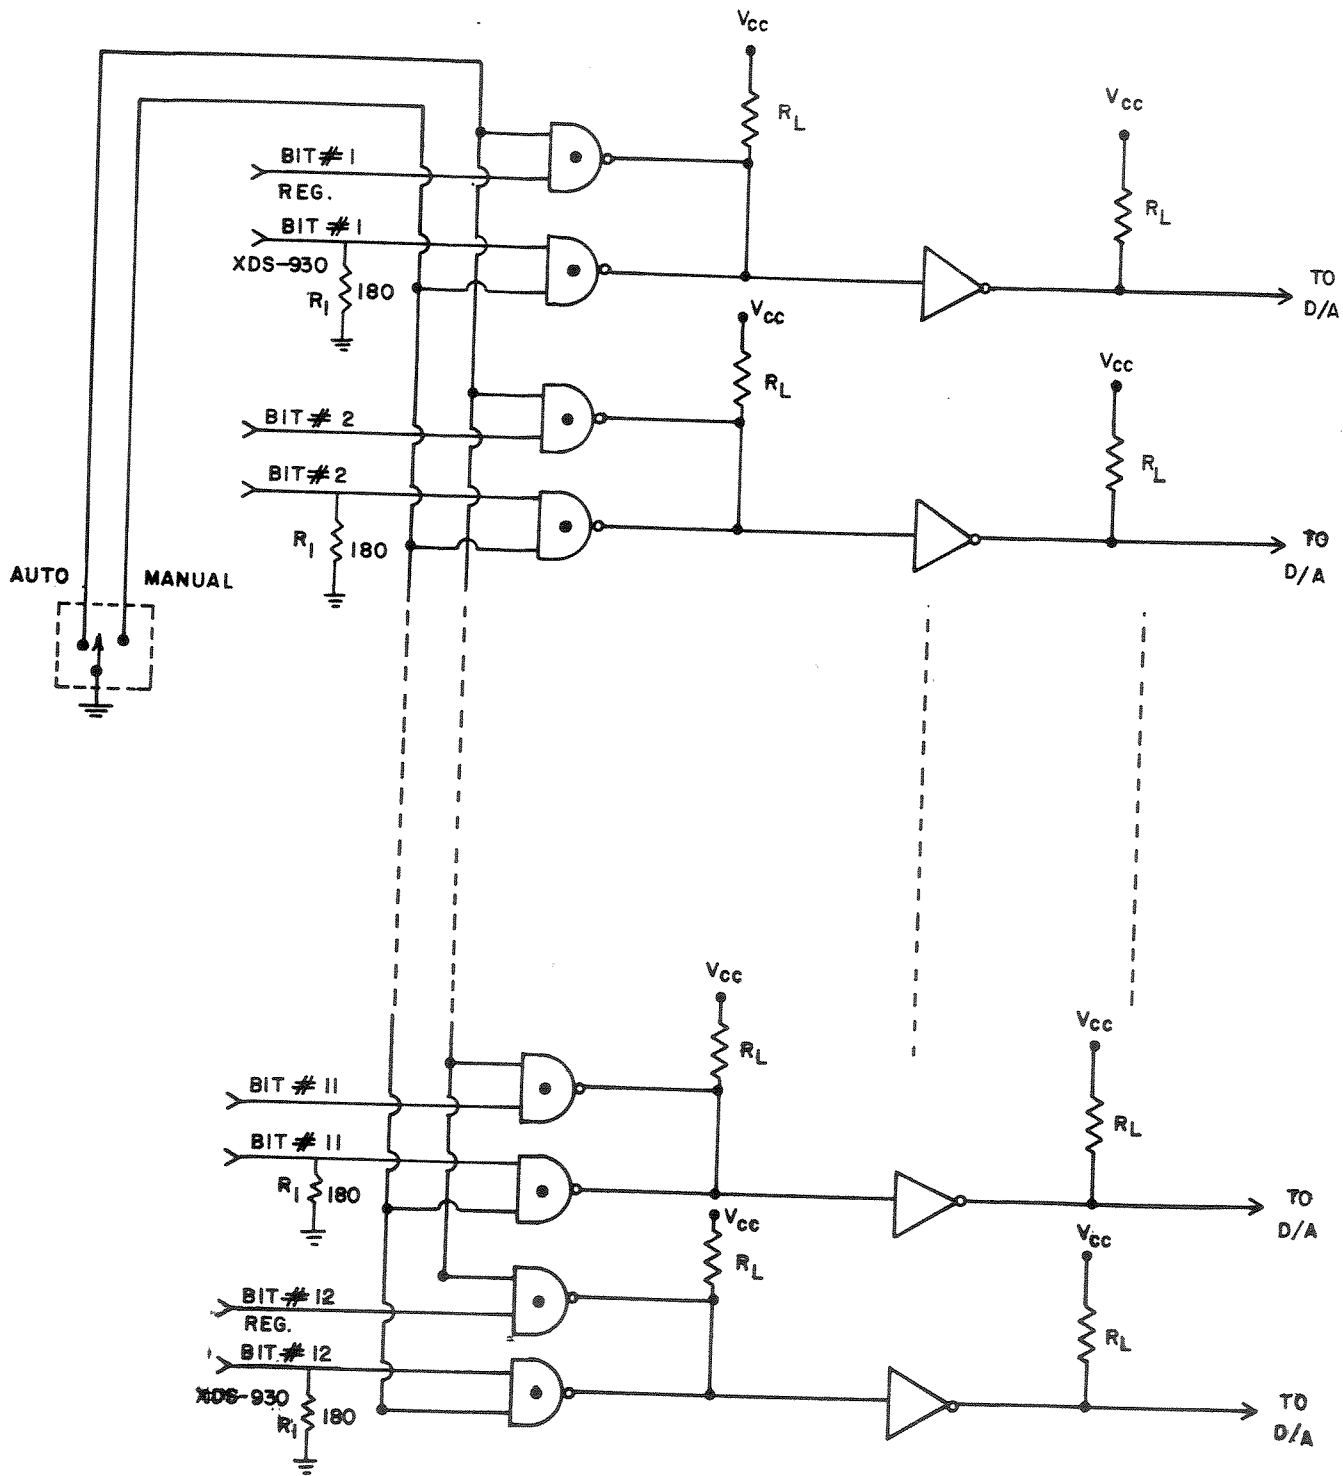 VCC
RL
VCC
BIT #1
REG.
RL
BIT #1
XDS-930
R1 180
TO
D/A
VCC
RL
VCC
BIT # 2
RL
BIT #2
R1 180
TO
D/A
AUTO MANUAL
VCC
RL
VCC
BIT # 11
RL
BIT # 11
R1 180
TO
D/A
VCC
RL
VCC
BIT # 12
REG.
RL
BIT # 12
XDS-930
R1 180
TO
D/A